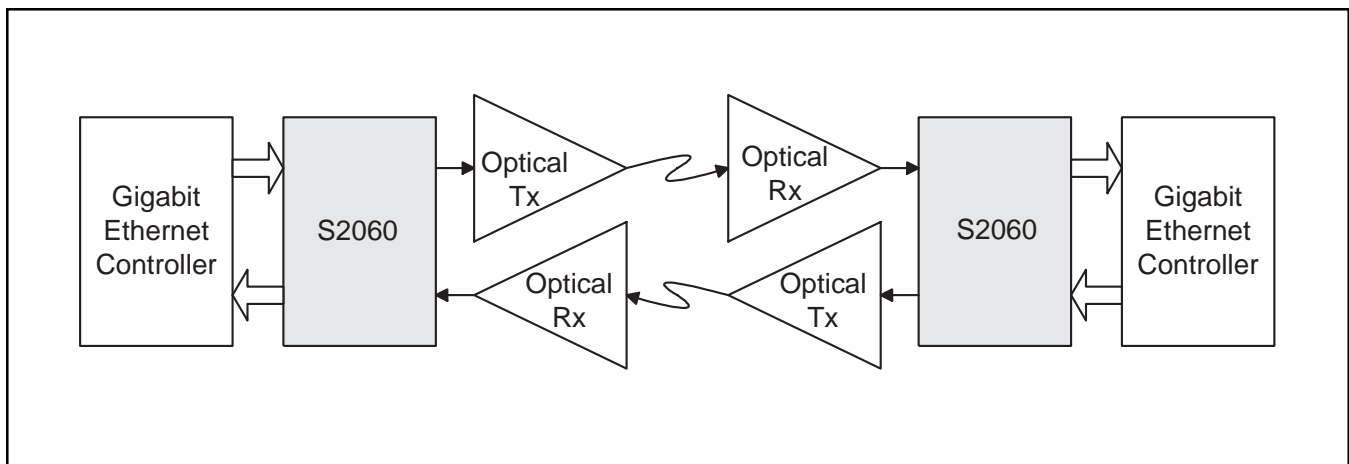 Gigabit
Ethernet
Controller
S2060
Optical
Tx
Optical
Rx
Optical
Rx
Optical
Tx
S2060
Gigabit
Ethernet
Controller